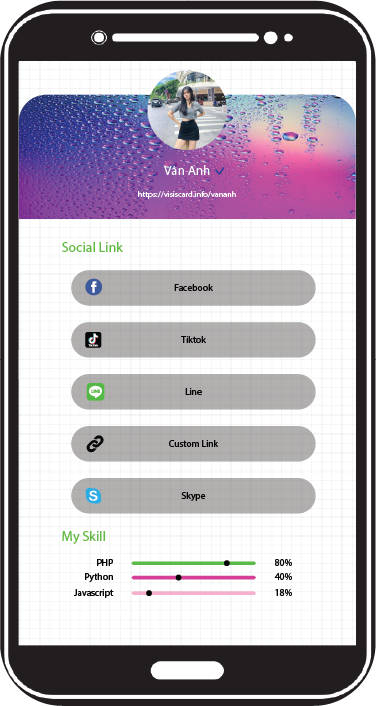 Vân Anh
https://visiscard.info/vananh
Social Link
Facebook
Tiktok
LINE
Line
Custom Link
Skype
My Skill
PHP 80%
Python 40%
Javascript 18%